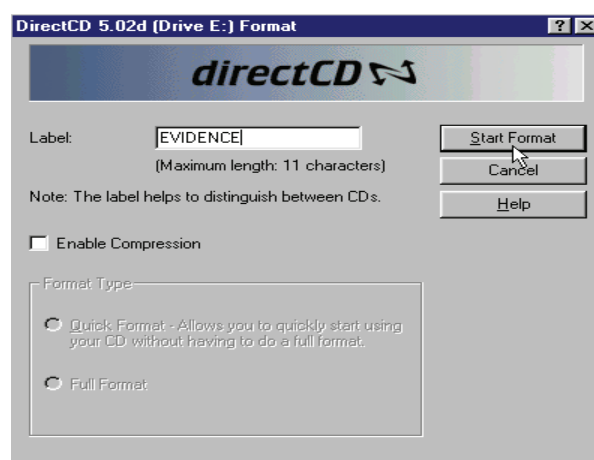 DirectCD 5.02d (Drive E:) Format
directCD
Label: EVIDENCE Start Format
(Maximum length: 11 characters) Cancel
Note: The label helps to distinguish between CDs. Help
Enable Compression
Format Type
Quick Format - Allows you to quickly start using
your CD without having to do a full format.
Full Format